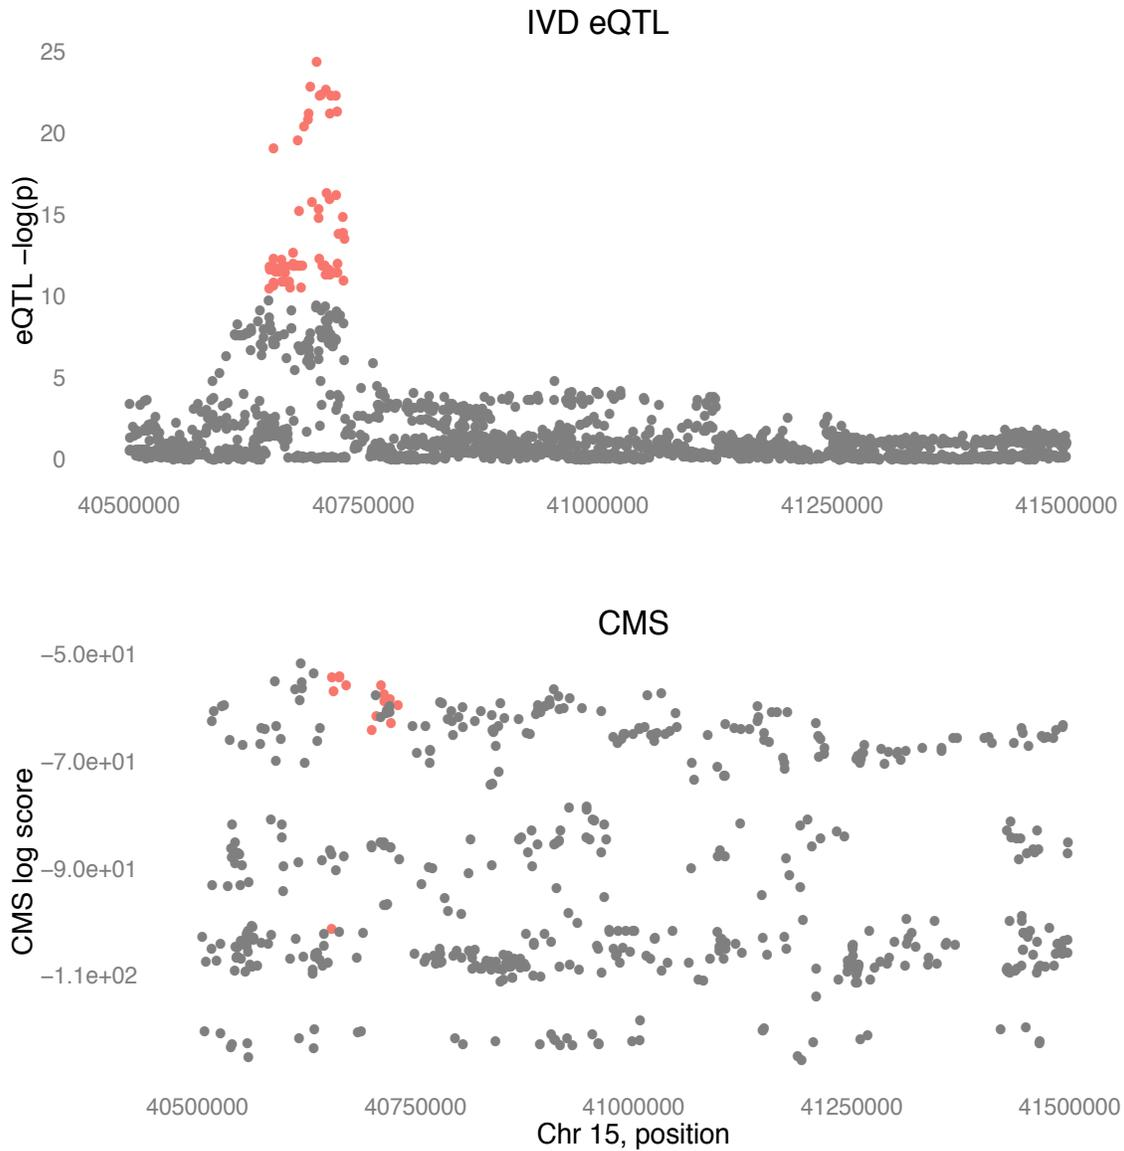 IVD eQTL
25
20
15
10
5
0
eQTL −log(p)
40500000 40750000 41000000 41250000 41500000
CMS
−5.0e+01
−7.0e+01
−9.0e+01
−1.1e+02
CMS log score
40500000 40750000 41000000 41250000 41500000
Chr 15, position